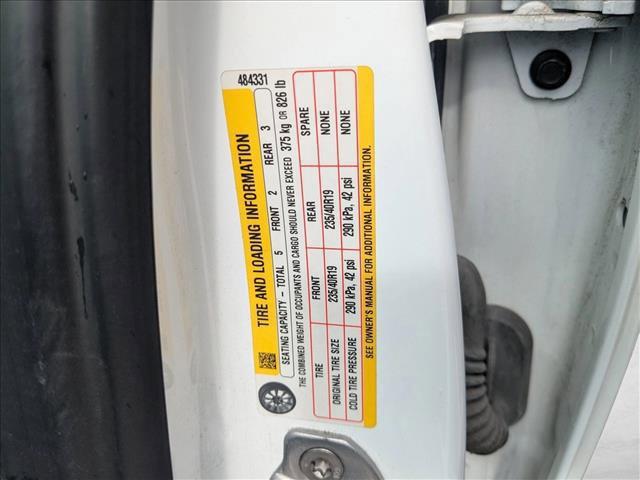 484331
TIRE AND LOADING INFORMATION
SEATING CAPACITY - TOTAL 5 FRONT 2 REAR 3
THE COMBINED WEIGHT OF OCCUPANTS AND CARGO SHOULD NEVER EXCEED 375 kg OR 826 lb
TIRE FRONT REAR SPARE
ORIGINAL TIRE SIZE 235/40R19 235/40R19 NONE
COLD TIRE PRESSURE 290 kPa, 42 psi 290 kPa, 42 psi NONE
SEE OWNER'S MANUAL FOR ADDITIONAL INFORMATION.